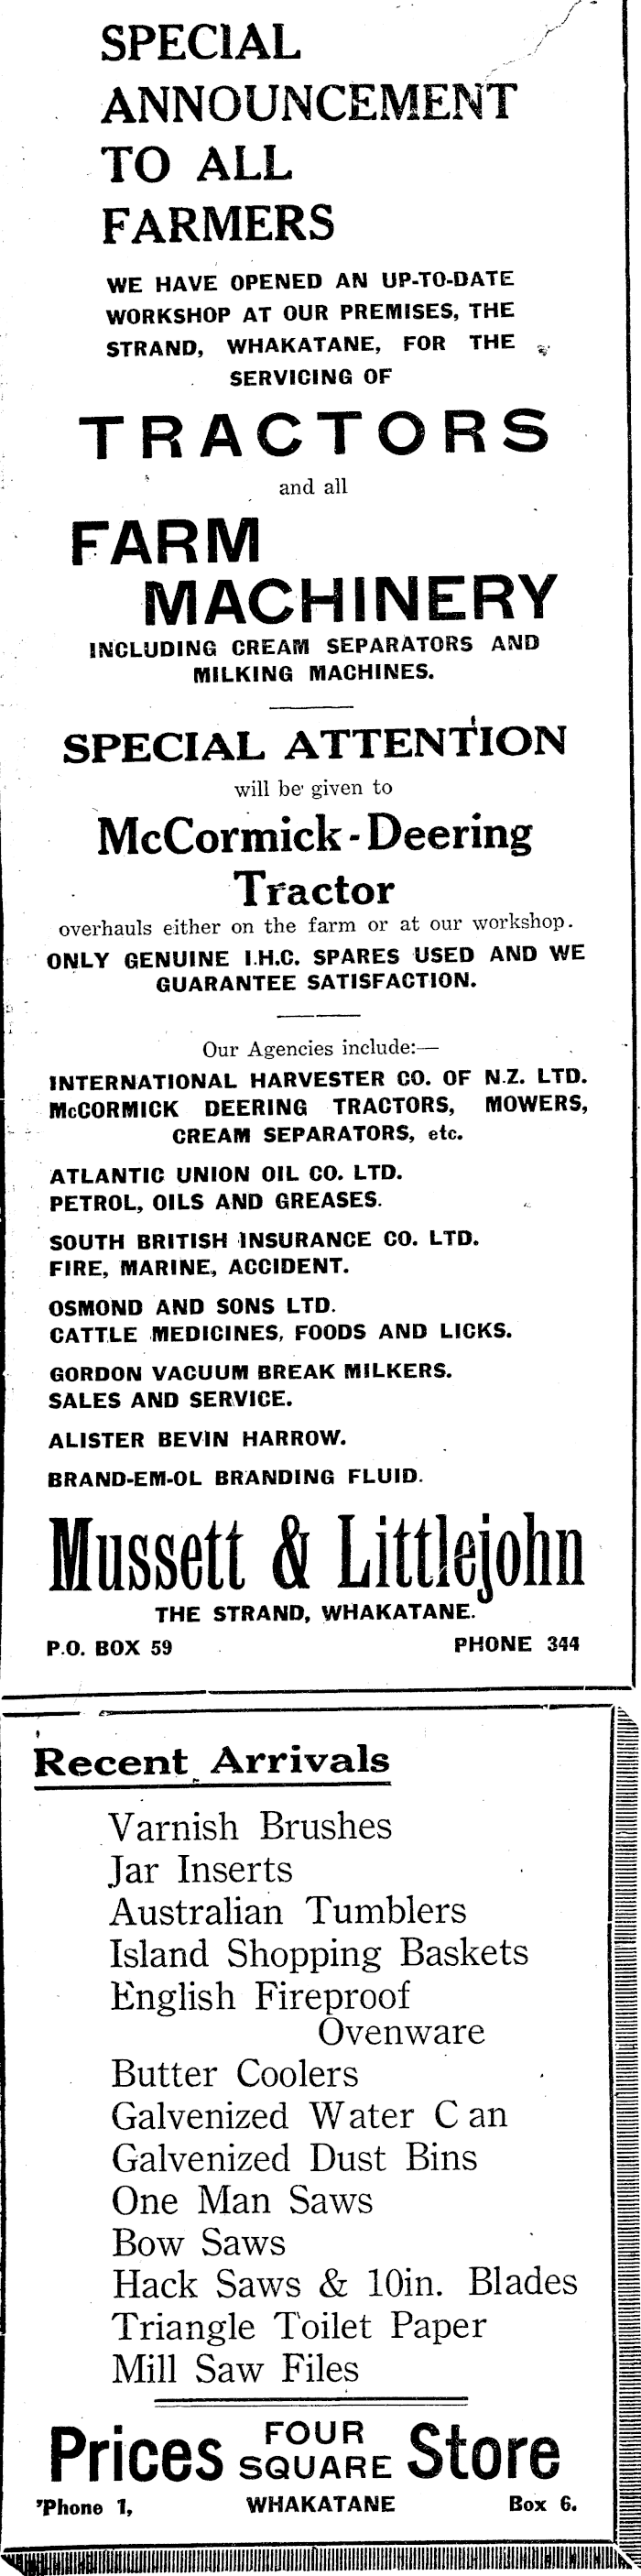 SPECIAL
ANNOUNCEMENT
TO ALL
FARMERS
WE HAVE OPENED AN UP-TO-DATE
WORKSHOP AT OUR PREMISES, THE
STRAND, WHAKATANE, FOR THE
SERVICING OF
TRACTORS
and all
FARM
MACHINERY
INCLUDING CREAM SEPARATORS AND
MILKING MACHINES.
SPECIAL ATTENTION
will be given to
McCormick-Deering
Tractor
overhauls either on the farm or at our workshop.
ONLY GENUINE I.H.C. SPARES USED AND WE
GUARANTEE SATISFACTION.
Our Agencies include:—
INTERNATIONAL HARVESTER CO. OF N.Z. LTD.
McCORMICK DEERING TRACTORS, MOWERS,
CREAM SEPARATORS, etc.
ATLANTIC UNION OIL CO. LTD.
PETROL, OILS AND GREASES.
SOUTH BRITISH INSURANCE CO. LTD.
FIRE, MARINE, ACCIDENT.
OSMOND AND SONS LTD.
CATTLE MEDICINES, FOODS AND LICKS.
GORDON VACUUM BREAK MILKERS.
SALES AND SERVICE.
ALISTER BEVIN HARROW.
BRAND-EM-OL BRANDING FLUID.
Mussett & Littlejohn
THE STRAND, WHAKATANE.
P.O. BOX 59 PHONE 344
Recent Arrivals
Varnish Brushes
Jar Inserts
Australian Tumblers
Island Shopping Baskets
English Fireproof
Ovenware
Butter Coolers
Galvenized Water C an
Galvenized Dust Bins
One Man Saws
Bow Saws
Hack Saws & 10in. Blades
Triangle Toilet Paper
Mill Saw Files
Prices FOUR SQUARE Store
'Phone 1, WHAKATANE Box 6.